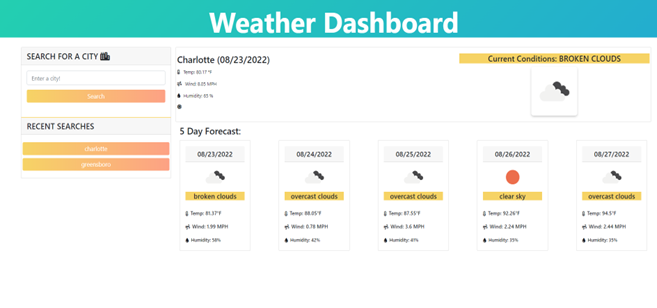 Weather Dashboard
SEARCH FOR A CITY
Enter a city!
Search
RECENT SEARCHES
charlotte
greensboro
Charlotte (08/23/2022)
Temp: 80.17 °F
Wind: 6.05 MPH
Humidity: 65 %
Current Conditions: BROKEN CLOUDS
5 Day Forecast:
08/23/2022
broken clouds
Temp: 81.37°F
Wind: 1.99 MPH
Humidity: 58%
08/24/2022
overcast clouds
Temp: 88.05°F
Wind: 0.78 MPH
Humidity: 42%
08/25/2022
overcast clouds
Temp: 87.55°F
Wind: 3.6 MPH
Humidity: 41%
08/26/2022
clear sky
Temp: 92.26°F
Wind: 2.24 MPH
Humidity: 35%
08/27/2022
overcast clouds
Temp: 94.5°F
Wind: 2.44 MPH
Humidity: 35%